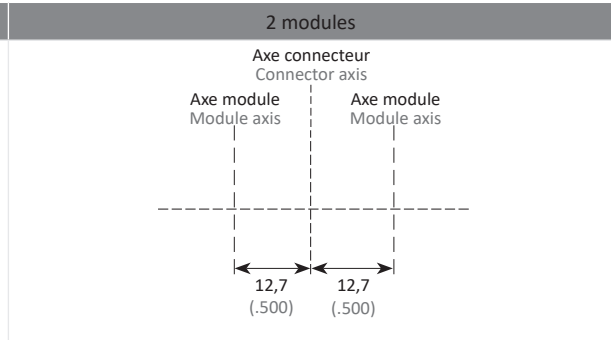 2 modules
Axe connecteur
Connector axis
Axe module
Module axis
Axe module
Module axis
12,7
(.500)
12,7
(.500)